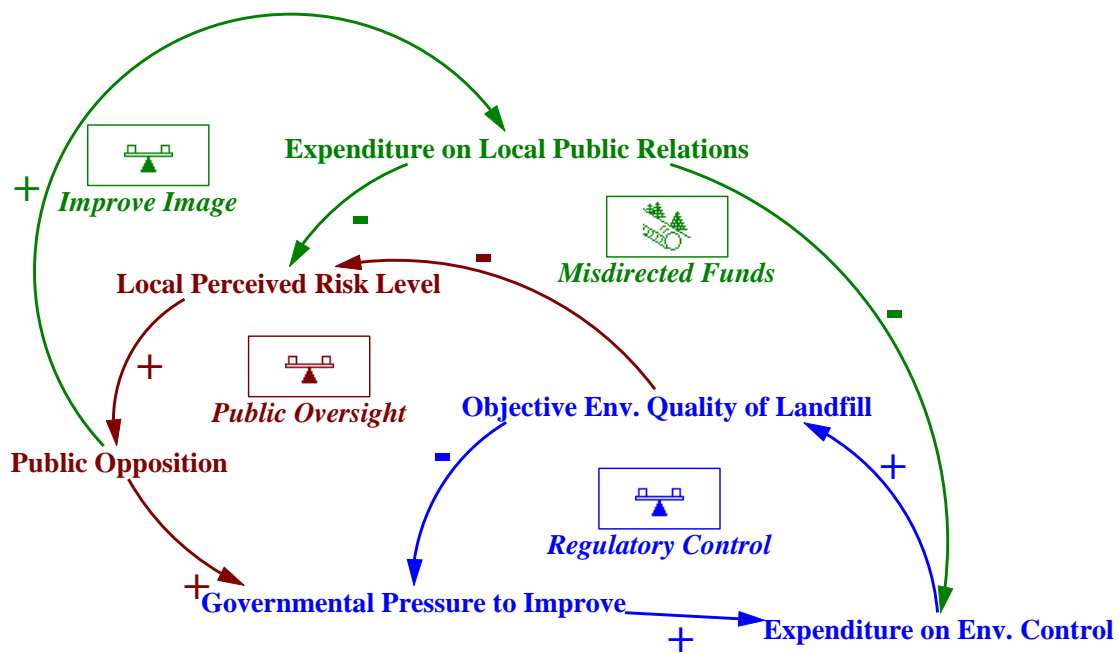 Expenditure on Local Public Relations
+
Improve Image
-
-
Misdirected Funds
Local Perceived Risk Level
-
+
Public Oversight
Objective Env. Quality of Landfill
Public Opposition
-
+
Regulatory Control
+
Governmental Pressure to Improve
+
Expenditure on Env. Control